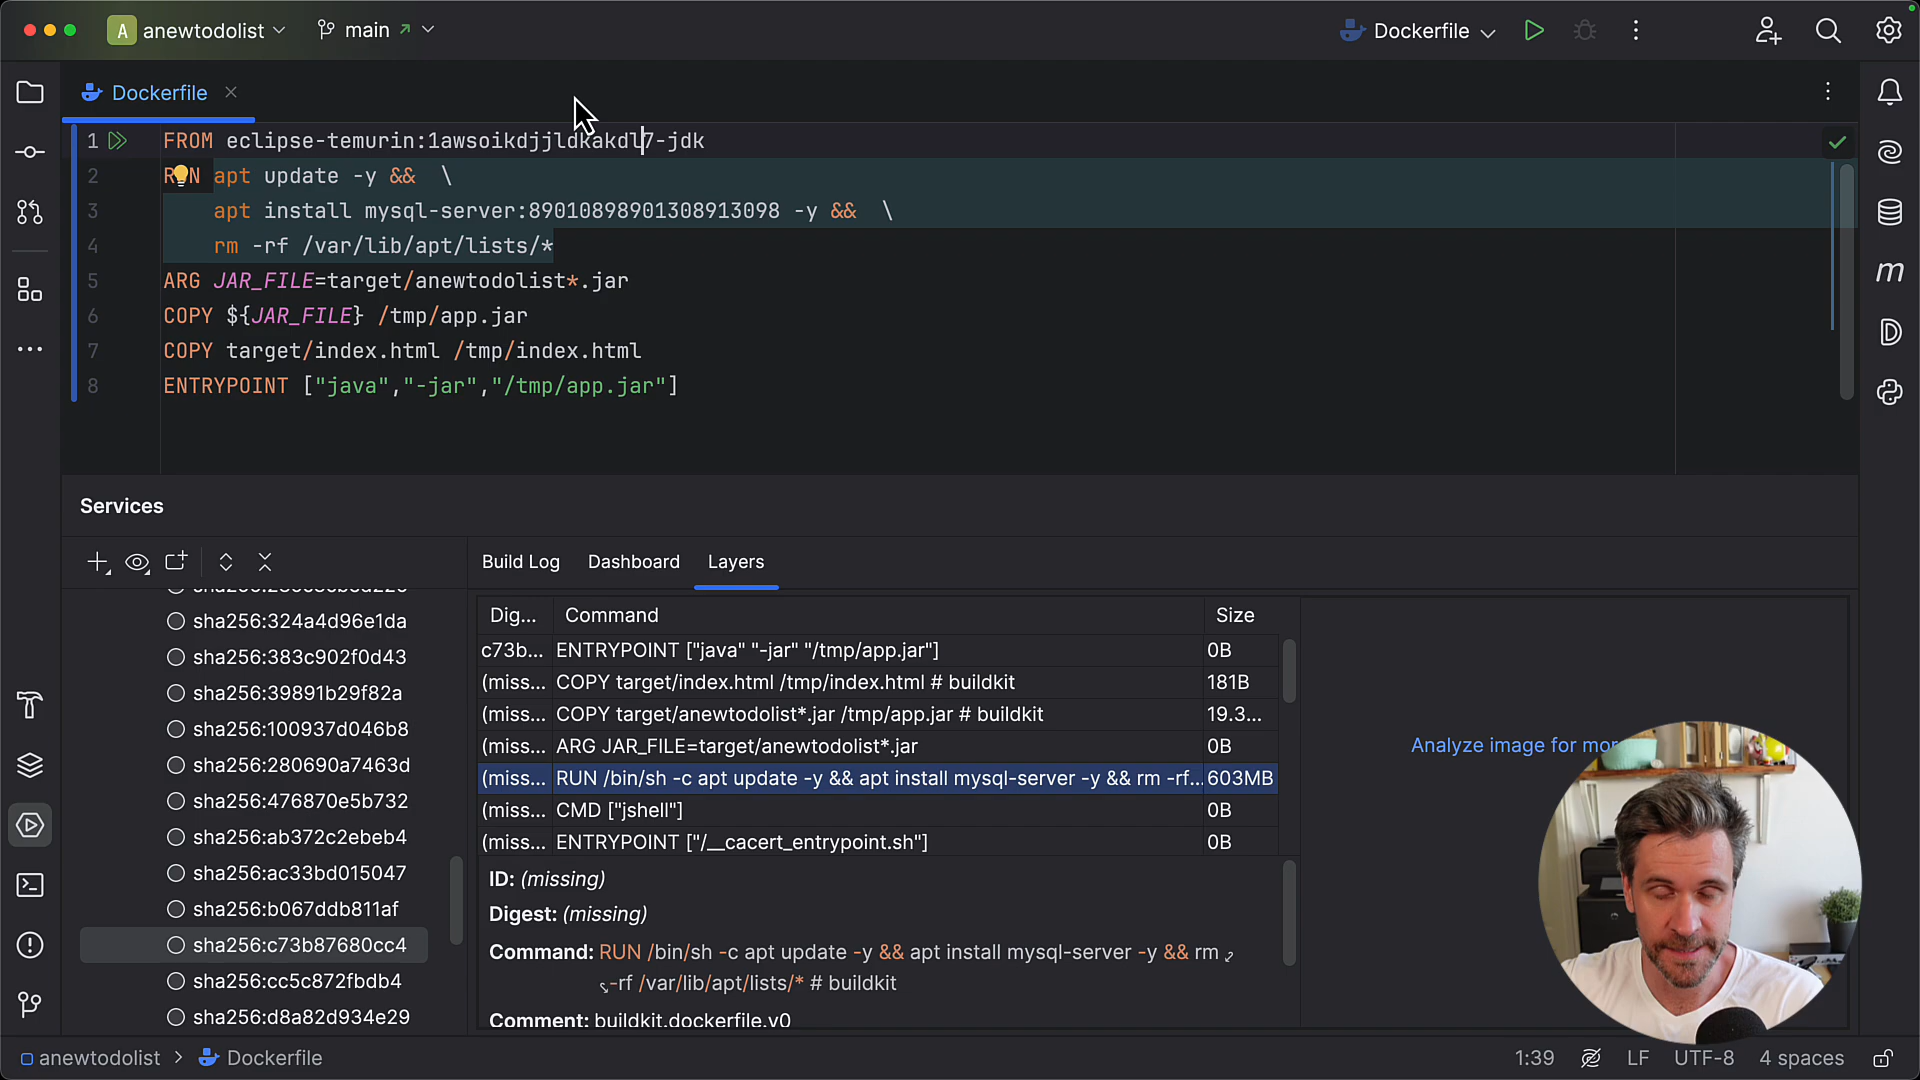 A anewtodolist main Dockerfile
Dockerfile
1 FROM eclipse-temurin:1awsoikdjjldkakdl7-jdk
2 RUN apt update -y && \
3 apt install mysql-server:89010898901308913098 -y && \
4 rm -rf /var/lib/apt/lists/*
5 ARG JAR_FILE=target/anewtodolist*.jar
6 COPY ${JAR_FILE} /tmp/app.jar
7 COPY target/index.html /tmp/index.html
8 ENTRYPOINT ["java","-jar","/tmp/app.jar"]
Services
Build Log Dashboard Layers
sha256:324a4d96e1da
sha256:383c902f0d43
sha256:39891b29f82a
sha256:100937d046b8
sha256:280690a7463d
sha256:476870e5b732
sha256:ab372c2ebeb4
sha256:ac33bd015047
sha256:b067ddb811af
sha256:c73b87680cc4
sha256:cc5c872fbdb4
sha256:d8a82d934e29
Dig... Command Size
c73b... ENTRYPOINT ["java" "-jar" "/tmp/app.jar"] 0B
(miss... COPY target/index.html /tmp/index.html # buildkit 181B
(miss... COPY target/anewtodolist*.jar /tmp/app.jar # buildkit 19.3...
(miss... ARG JAR_FILE=target/anewtodolist*.jar 0B
(miss... RUN /bin/sh -c apt update -y && apt install mysql-server -y && rm -rf... 603MB
(miss... CMD ["jshell"] 0B
(miss... ENTRYPOINT ["/__cacert_entrypoint.sh"] 0B
ID: (missing)
Digest: (missing)
Command: RUN /bin/sh -c apt update -y && apt install mysql-server -y && rm
-rf /var/lib/apt/lists/* # buildkit
Comment: buildkit.dockerfile.v0
Analyze image for mor
anewtodolist > Dockerfile 1:39 LF UTF-8 4 spaces